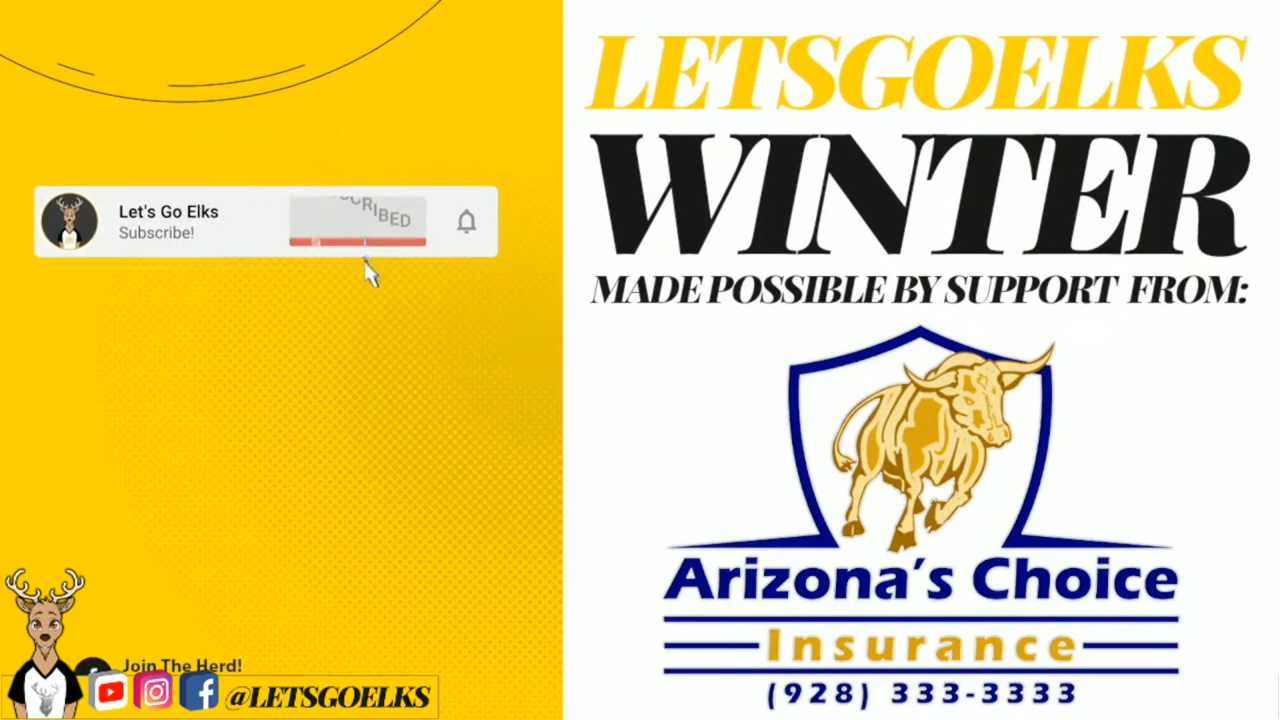 LETSGOELKS
WINTER
MADE POSSIBLE BY SUPPORT FROM:
Let's Go Elks
Subscribe!
Arizona's Choice
Insurance
(928) 333-3333
Join The Herd!
@LETSGOELKS